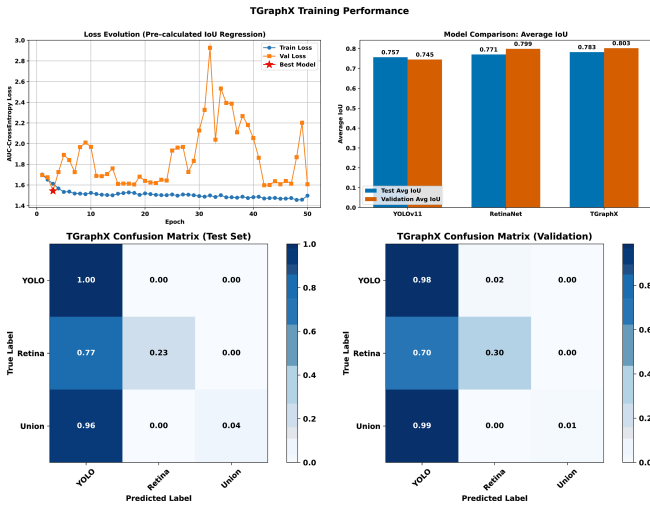 TGraphX Training Performance
Loss Evolution (Pre-calculated IoU Regression)
AUC-CrossEntropy Loss
3.0
2.8
2.6
2.4
2.2
2.0
1.8
1.6
1.4
Train Loss
Val Loss
Best Model
0 10 20 30 40 50
Epoch
Model Comparison: Average IoU
Average IoU
0.8
0.7
0.6
0.5
0.4
0.3
0.2
0.1
0.0
0.757 0.745 0.771 0.799 0.783 0.803
Test Avg IoU
Validation Avg IoU
YOLOv11 RetinaNet TGraphX
TGraphX Confusion Matrix (Test Set)
True Label
YOLO 1.00 0.00 0.00
Retina 0.77 0.23 0.00
Union 0.96 0.00 0.04
YOLO Retina Union
Predicted Label
1.0
0.8
0.6
0.4
0.2
0.0
TGraphX Confusion Matrix (Validation)
True Label
YOLO 0.98 0.02 0.00
Retina 0.70 0.30 0.00
Union 0.99 0.00 0.01
YOLO Retina Union
Predicted Label
0.8
0.6
0.4
0.2
0.0